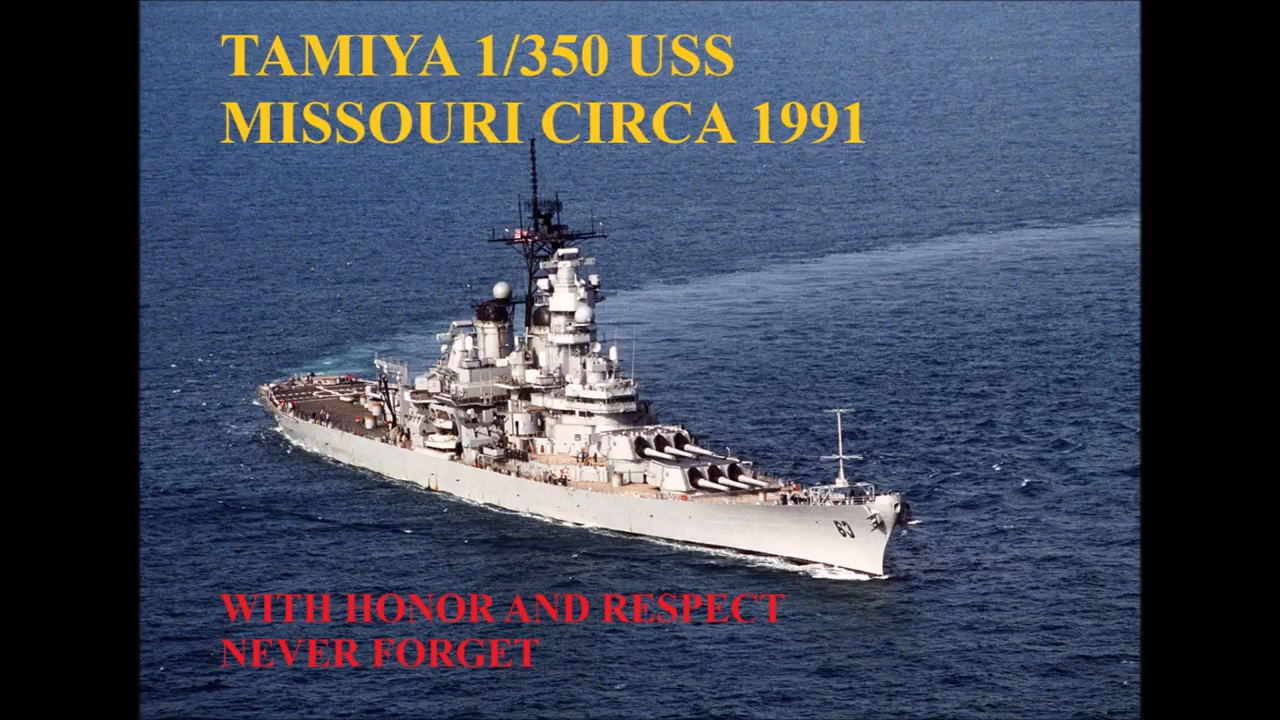 TAMIYA 1/350 USS
MISSOURI CIRCA 1991
63
WITH HONOR AND RESPECT
NEVER FORGET